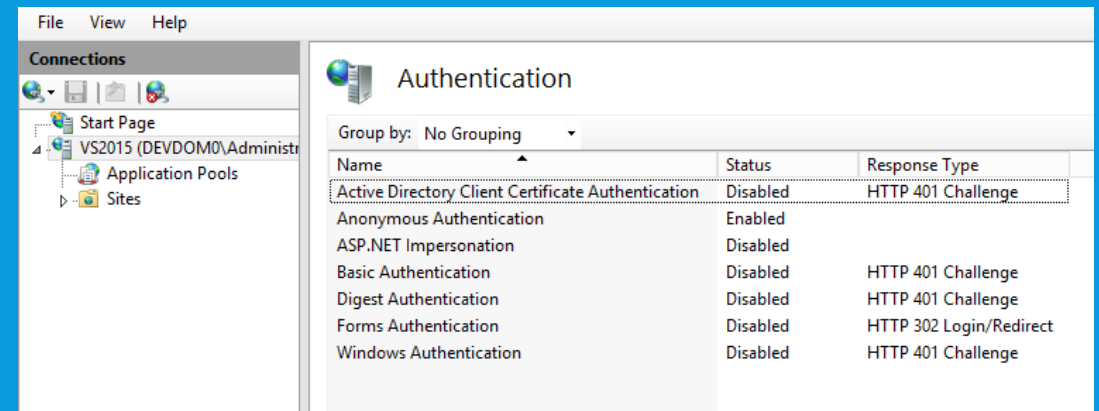 File View Help
Connections
Start Page
VS2015 (DEVDOM0\Administr
Application Pools
Sites
Authentication
Group by: No Grouping
Name Status Response Type
Active Directory Client Certificate Authentication Disabled HTTP 401 Challenge
Anonymous Authentication Enabled
ASP.NET Impersonation Disabled
Basic Authentication Disabled HTTP 401 Challenge
Digest Authentication Disabled HTTP 401 Challenge
Forms Authentication Disabled HTTP 302 Login/Redirect
Windows Authentication Disabled HTTP 401 Challenge